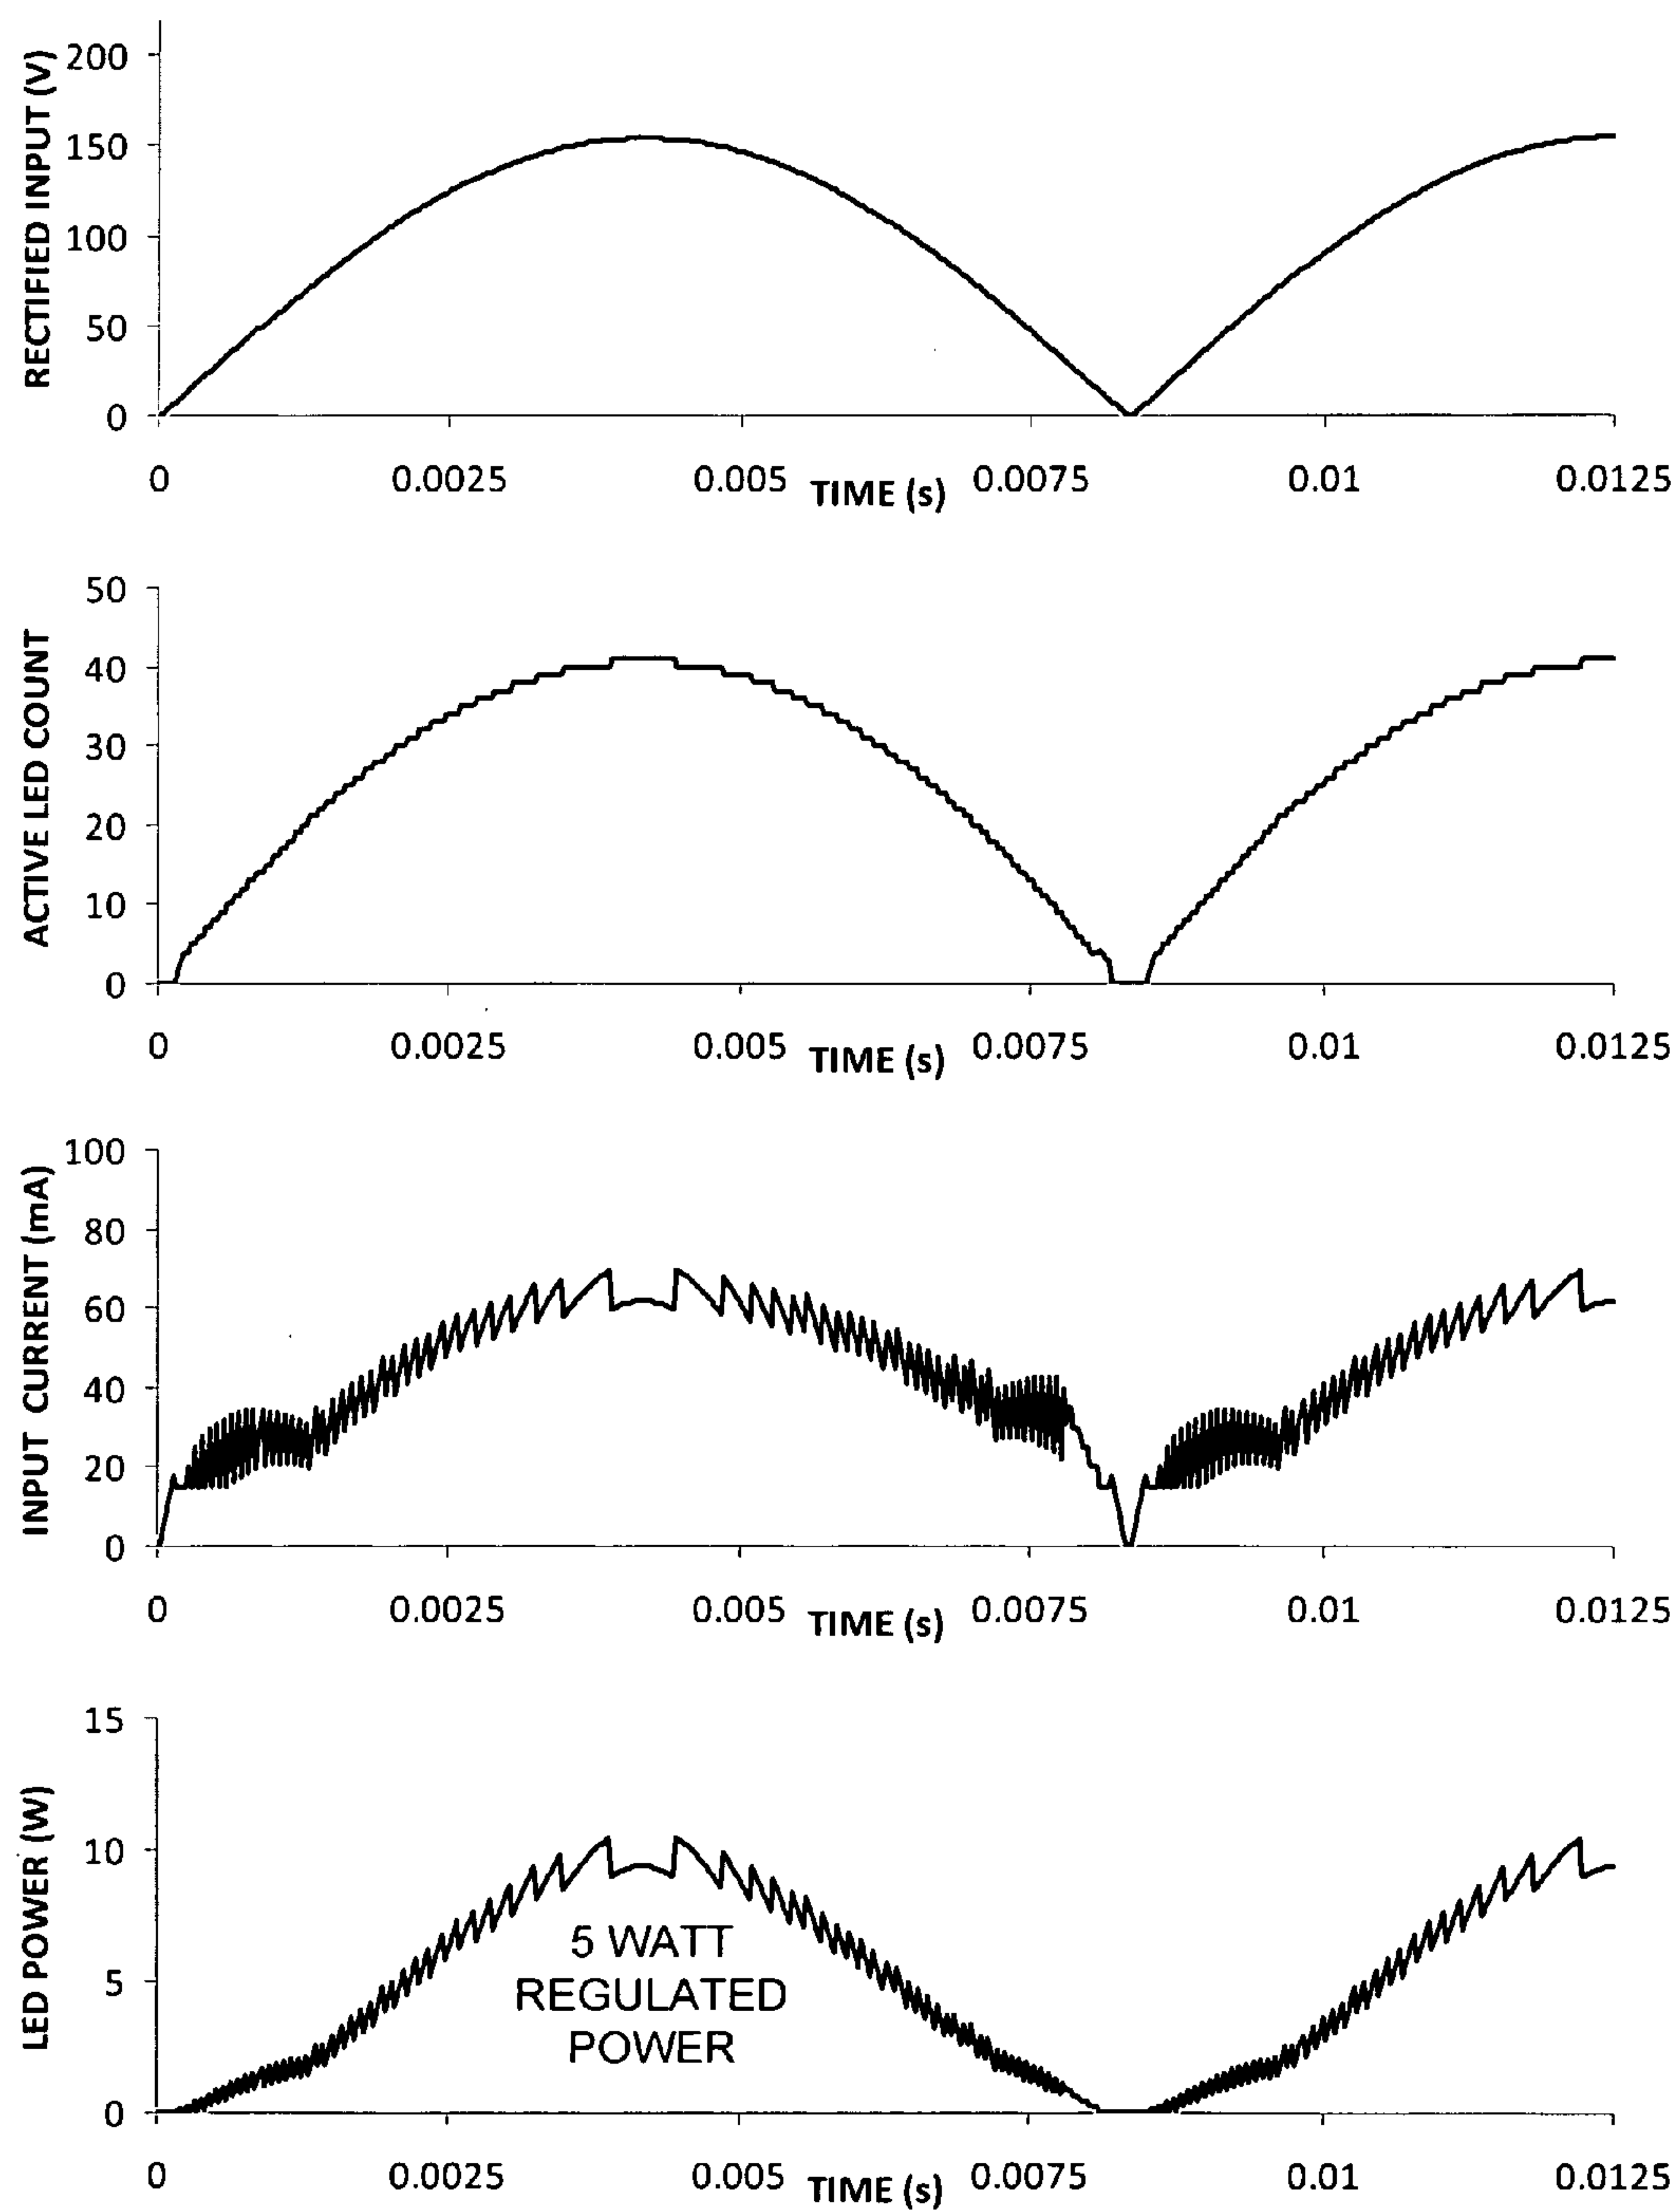 RECTIFIED INPUT (V)
200
150
100
50
0
0 0.0025 0.005 TIME (s) 0.0075 0.01 0.0125
ACTIVE LED COUNT
50
40
30
20
10
0
0 0.0025 0.005 TIME (s) 0.0075 0.01 0.0125
INPUT CURRENT (mA)
100
80
60
40
20
0
0 0.0025 0.005 TIME (s) 0.0075 0.01 0.0125
LED POWER (W)
15
10
5
0
5 WATT
REGULATED
POWER
0 0.0025 0.005 TIME (s) 0.0075 0.01 0.0125